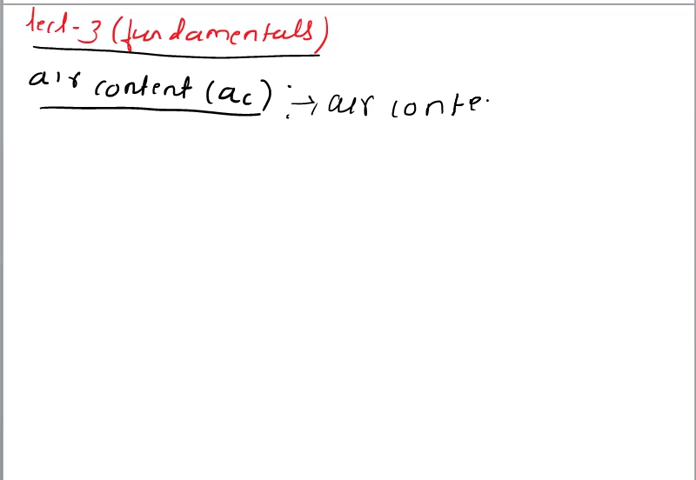 lect-3 (fundamentals)
air content (ac) :→ air conte